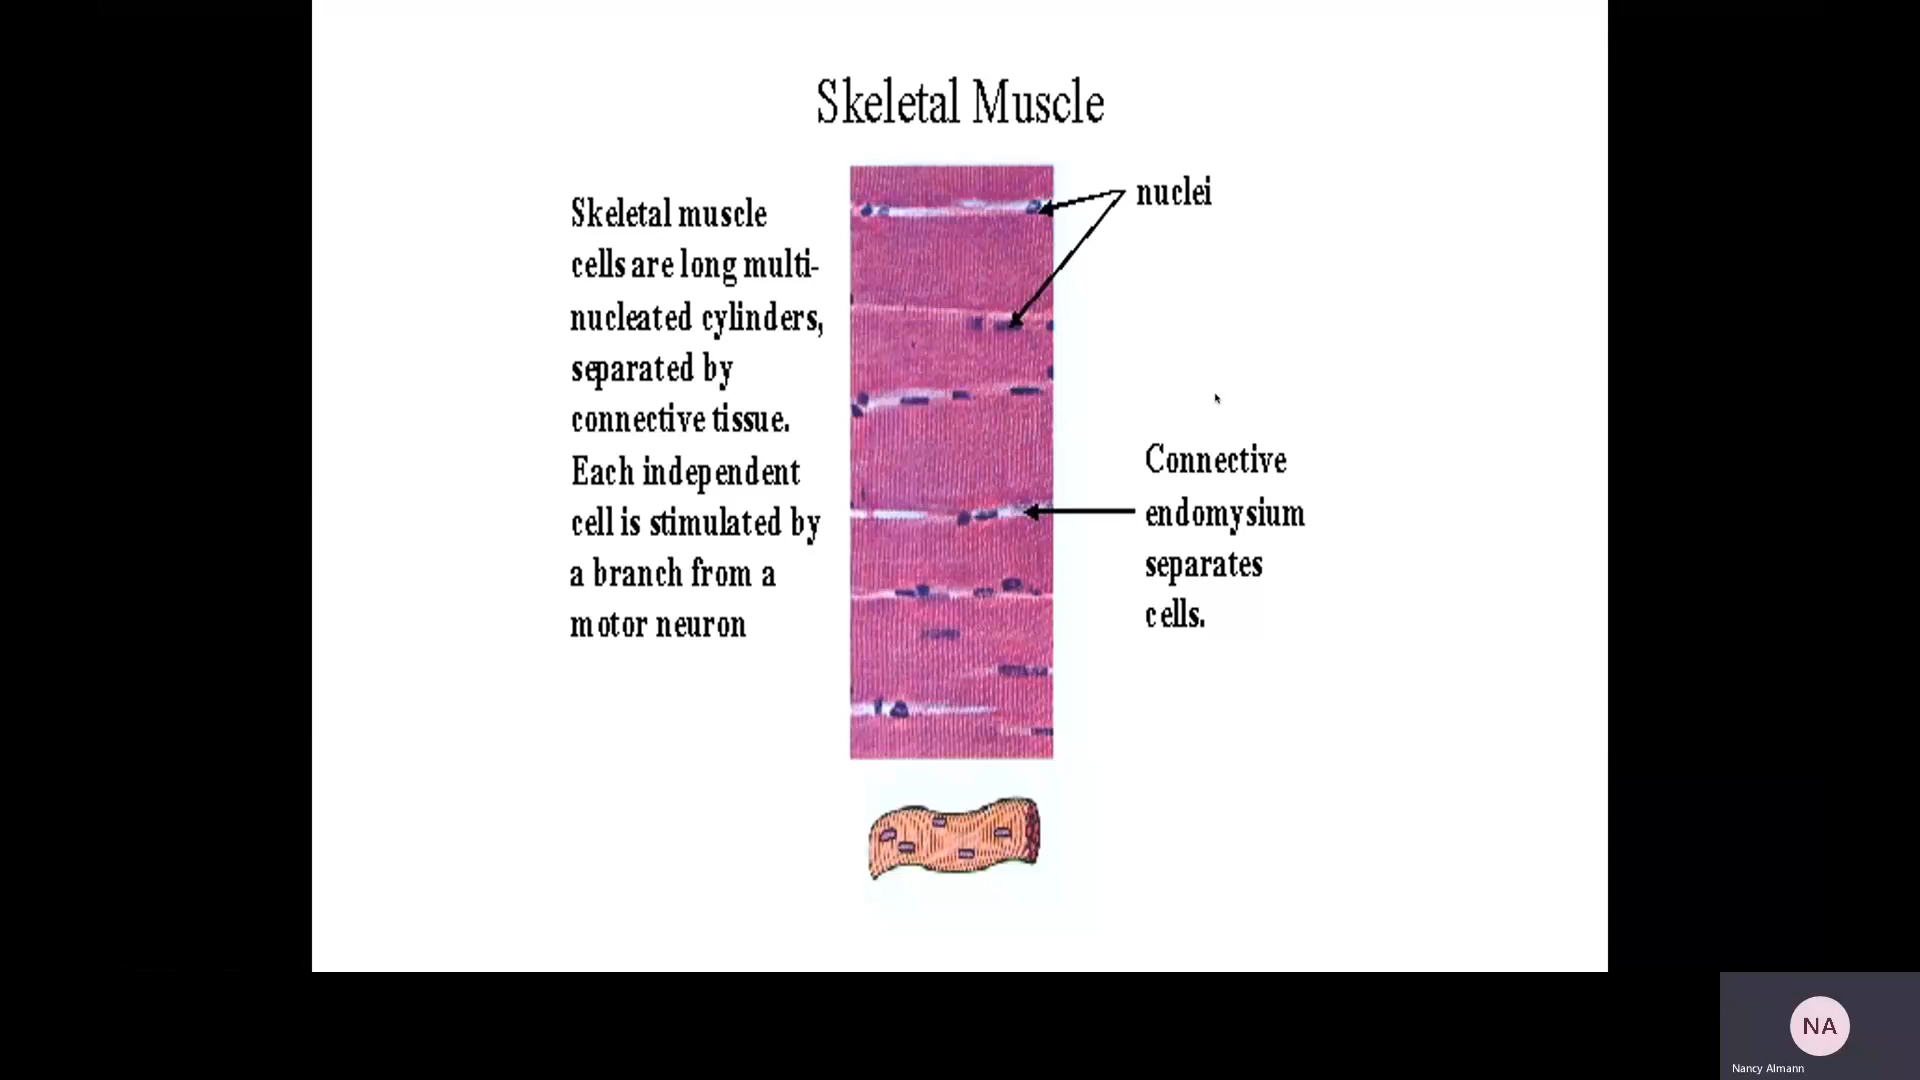 Skeletal Muscle
Skeletal muscle
cells are long multi-
nucleated cylinders,
separated by
connective tissue.
Each independent
cell is stimulated by
a branch from a
motor neuron
nuclei
Connective
endomysium
separates
cells.
NA
Nancy Almann